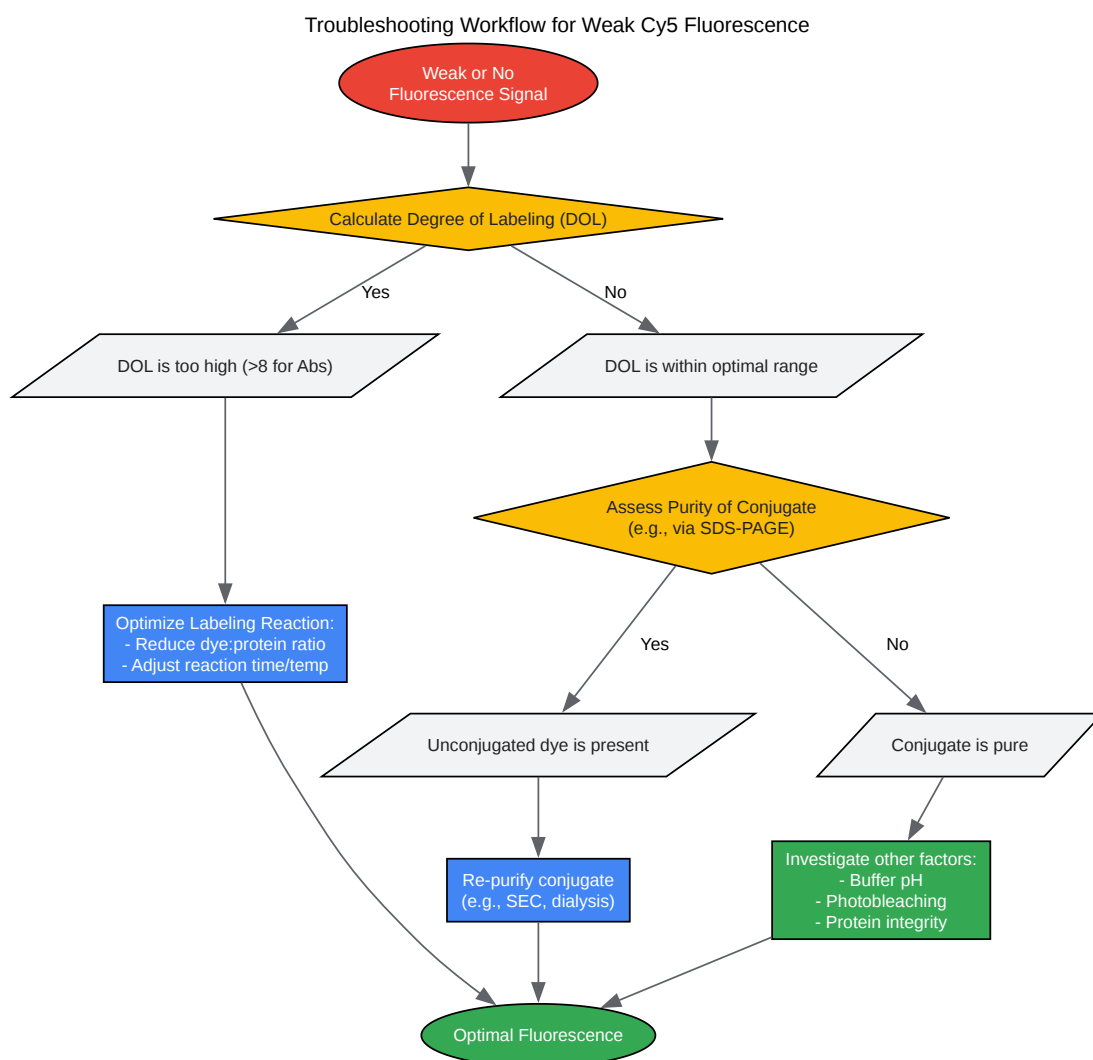 Troubleshooting Workflow for Weak Cy5 Fluorescence
Weak or No
Fluorescence Signal
Calculate Degree of Labeling (DOL)
Yes
No
DOL is too high (>8 for Abs)
DOL is within optimal range
Assess Purity of Conjugate
(e.g., via SDS-PAGE)
Optimize Labeling Reaction:
- Reduce dye:protein ratio
- Adjust reaction time/temp
Yes
No
Unconjugated dye is present
Conjugate is pure
Re-purify conjugate
(e.g., SEC, dialysis)
Investigate other factors:
- Buffer pH
- Photobleaching
- Protein integrity
Optimal Fluorescence